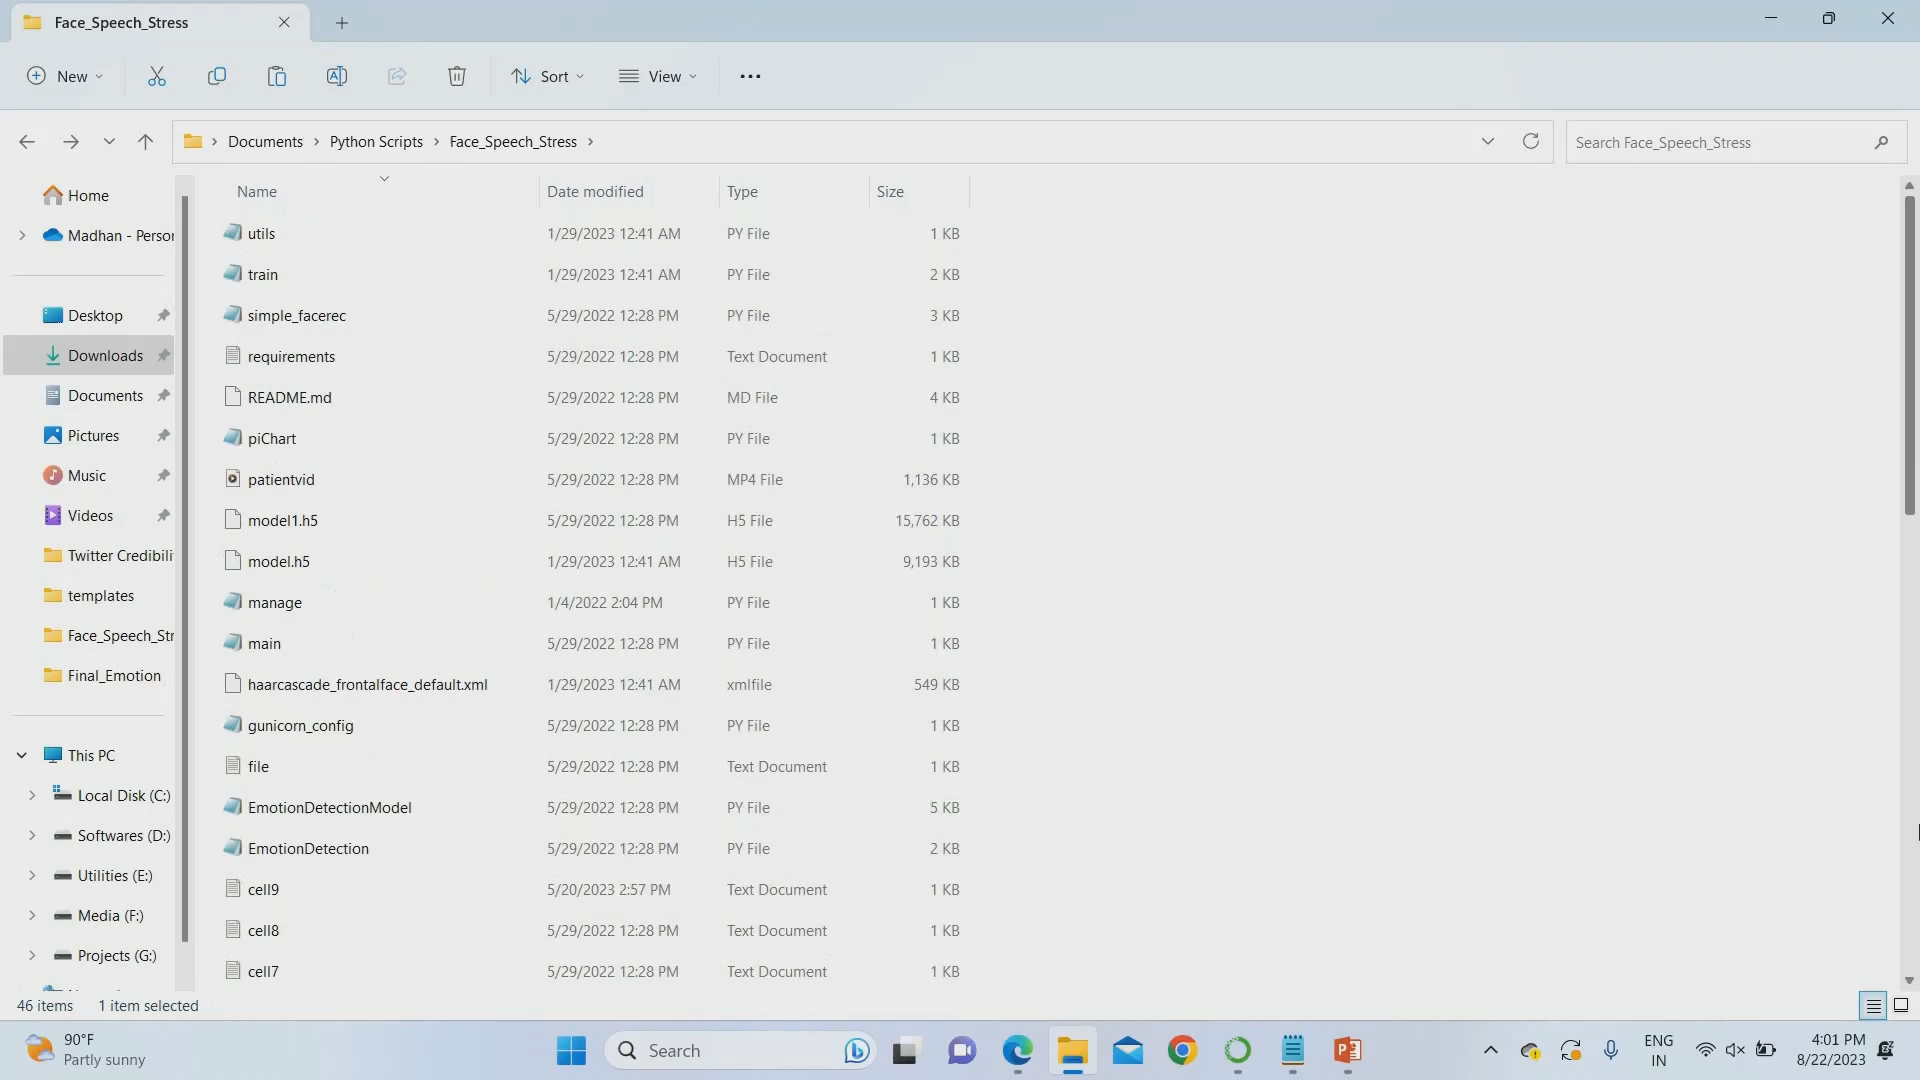 Face_Speech_Stress
New
Sort
View
Documents > Python Scripts > Face_Speech_Stress >
Search Face_Speech_Stress
Home
Madhan - Person
Desktop
Downloads
Documents
Pictures
Music
Videos
Twitter Credibili
templates
Face_Speech_Str
Final_Emotion
This PC
Local Disk (C:)
Softwares (D:)
Utilities (E:)
Media (F:)
Projects (G:)
Name Date modified Type Size
utils 1/29/2023 12:41 AM PY File 1 KB
train 1/29/2023 12:41 AM PY File 2 KB
simple_facerec 5/29/2022 12:28 PM PY File 3 KB
requirements 5/29/2022 12:28 PM Text Document 1 KB
README.md 5/29/2022 12:28 PM MD File 4 KB
piChart 5/29/2022 12:28 PM PY File 1 KB
patientvid 5/29/2022 12:28 PM MP4 File 1,136 KB
model1.h5 5/29/2022 12:28 PM H5 File 15,762 KB
model.h5 1/29/2023 12:41 AM H5 File 9,193 KB
manage 1/4/2022 2:04 PM PY File 1 KB
main 5/29/2022 12:28 PM PY File 1 KB
haarcascade_frontalface_default.xml 1/29/2023 12:41 AM xmlfile 549 KB
gunicorn_config 5/29/2022 12:28 PM PY File 1 KB
file 5/29/2022 12:28 PM Text Document 1 KB
EmotionDetectionModel 5/29/2022 12:28 PM PY File 5 KB
EmotionDetection 5/29/2022 12:28 PM PY File 2 KB
cell9 5/20/2023 2:57 PM Text Document 1 KB
cell8 5/29/2022 12:28 PM Text Document 1 KB
cell7 5/29/2022 12:28 PM Text Document 1 KB
46 items 1 item selected
90°F
Partly sunny
Search
ENG
IN
4:01 PM
8/22/2023